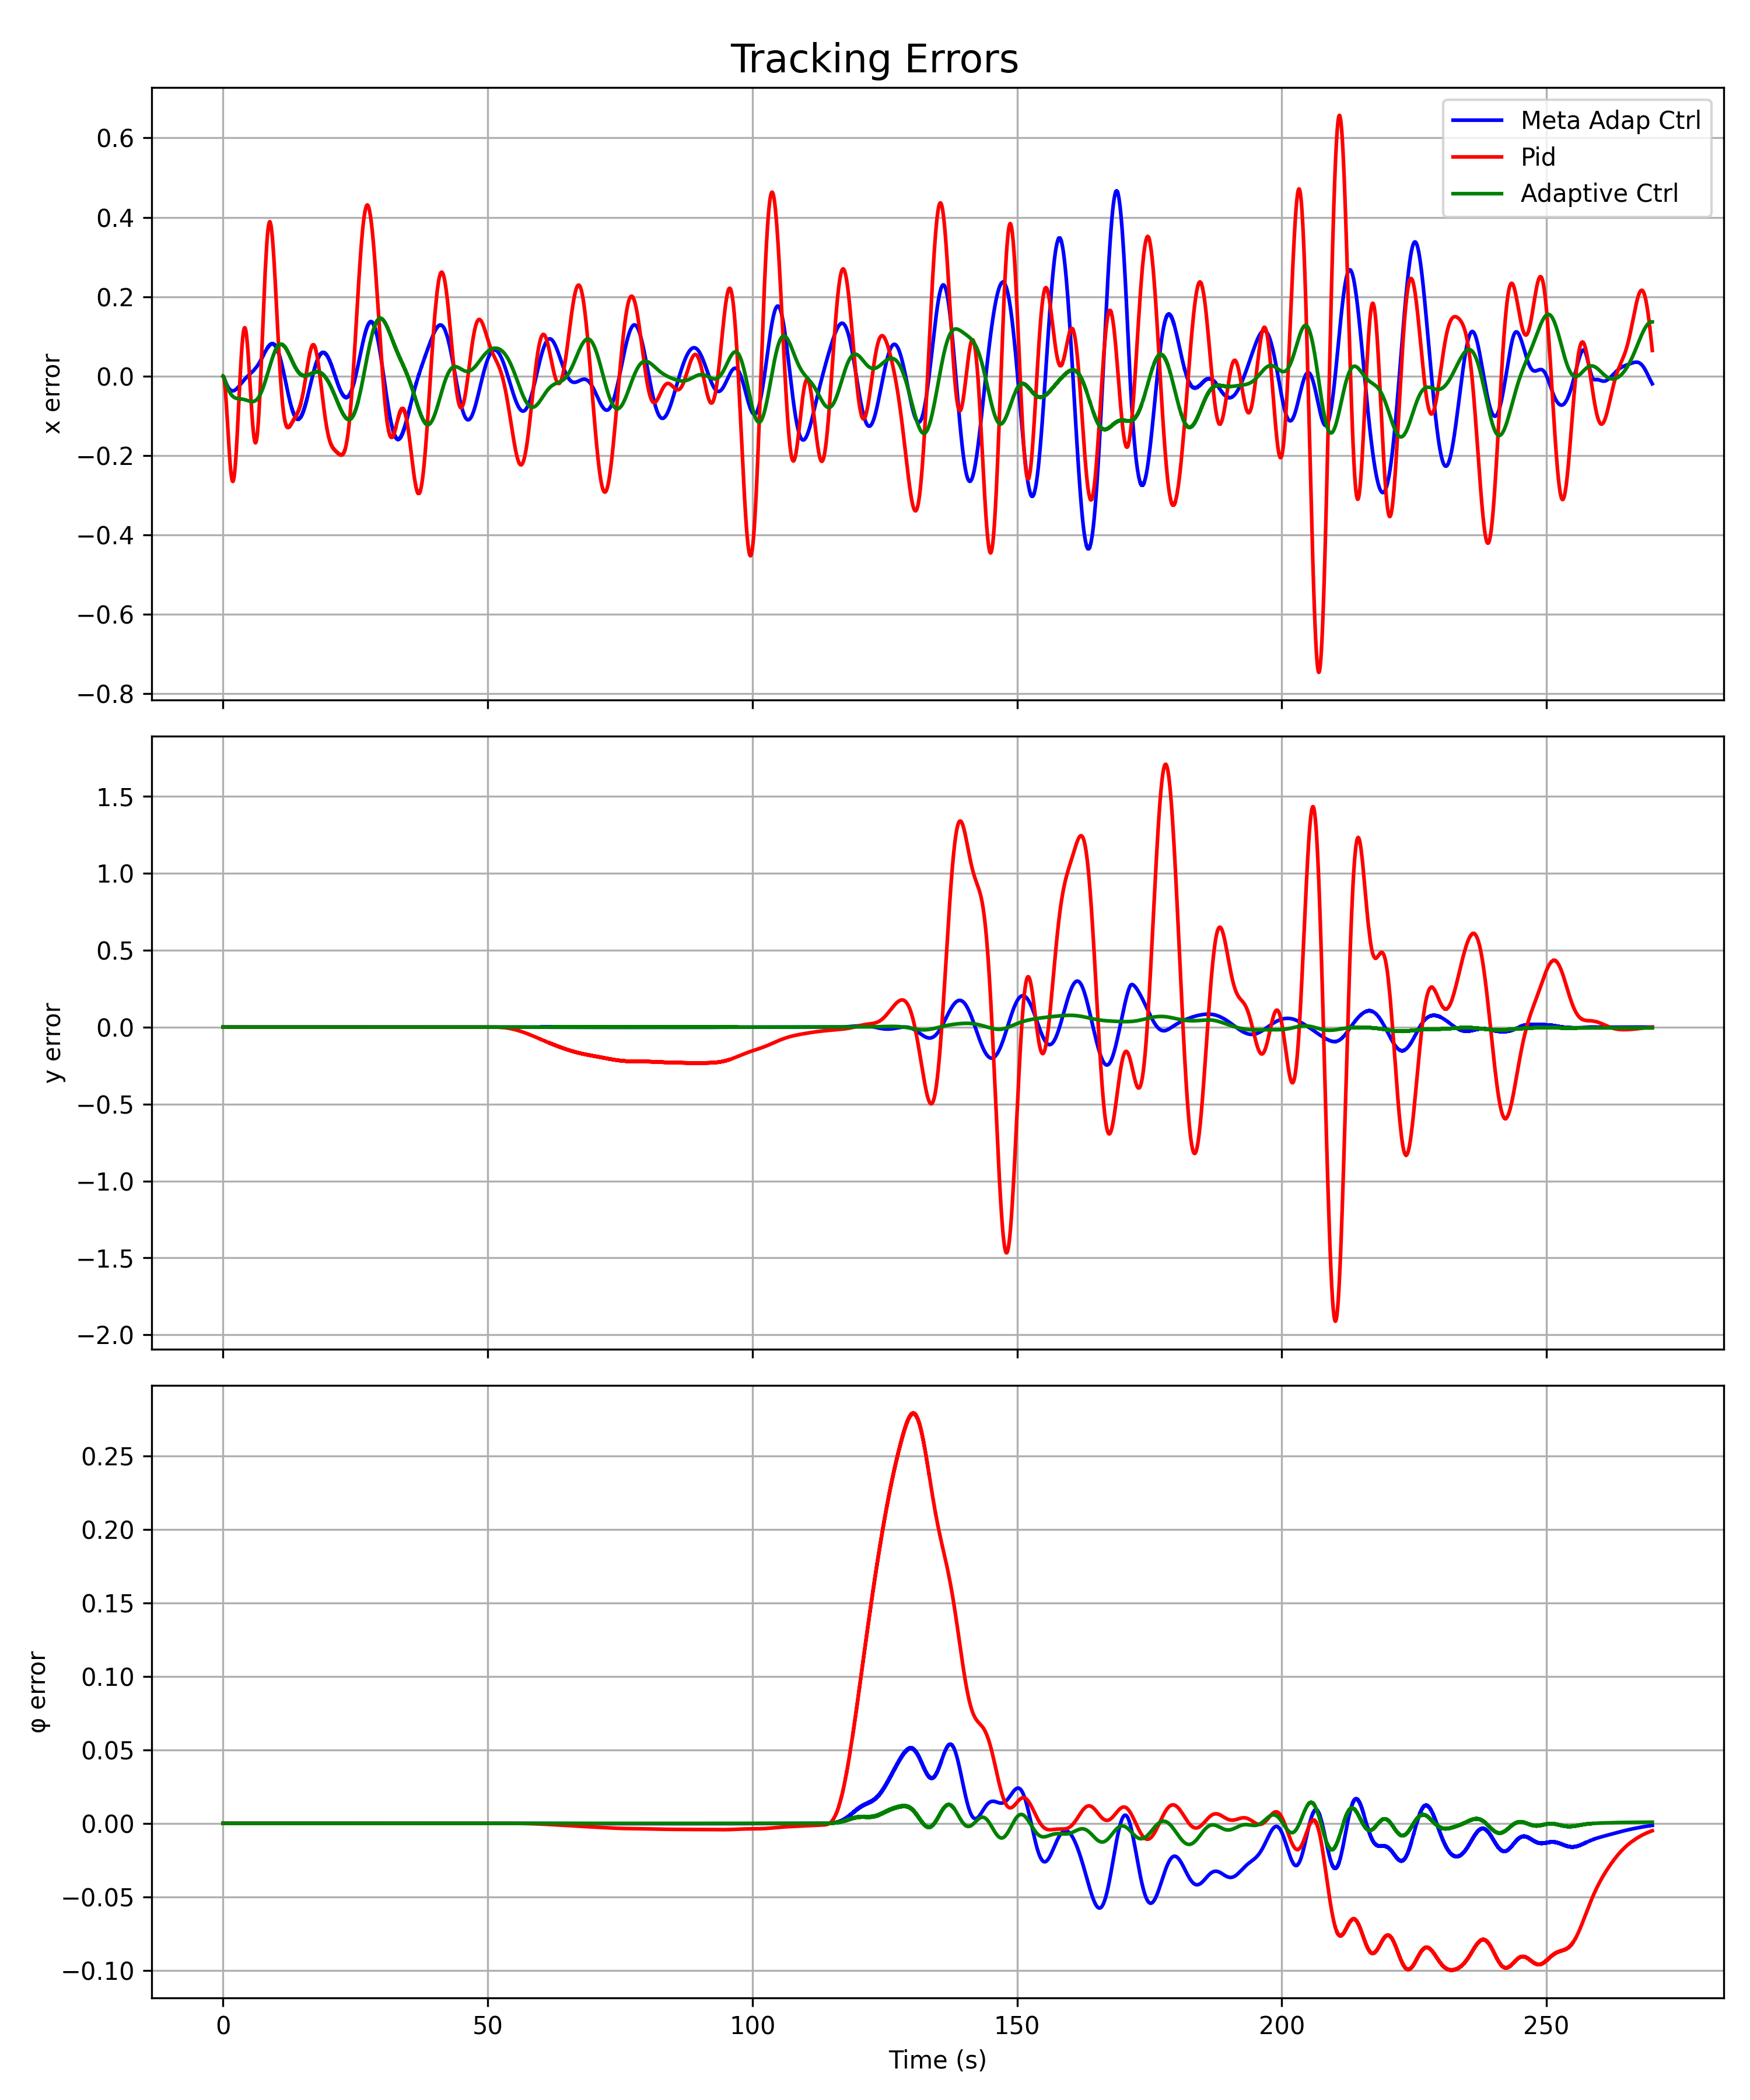 Tracking Errors
Meta Adap Ctrl
Pid
Adaptive Ctrl
0.6
0.4
0.2
0.0
−0.2
−0.4
−0.6
−0.8
x error
1.5
1.0
0.5
0.0
−0.5
−1.0
−1.5
−2.0
y error
0.25
0.20
0.15
0.10
0.05
0.00
−0.05
−0.10
φ error
0 50 100 150 200 250
Time (s)